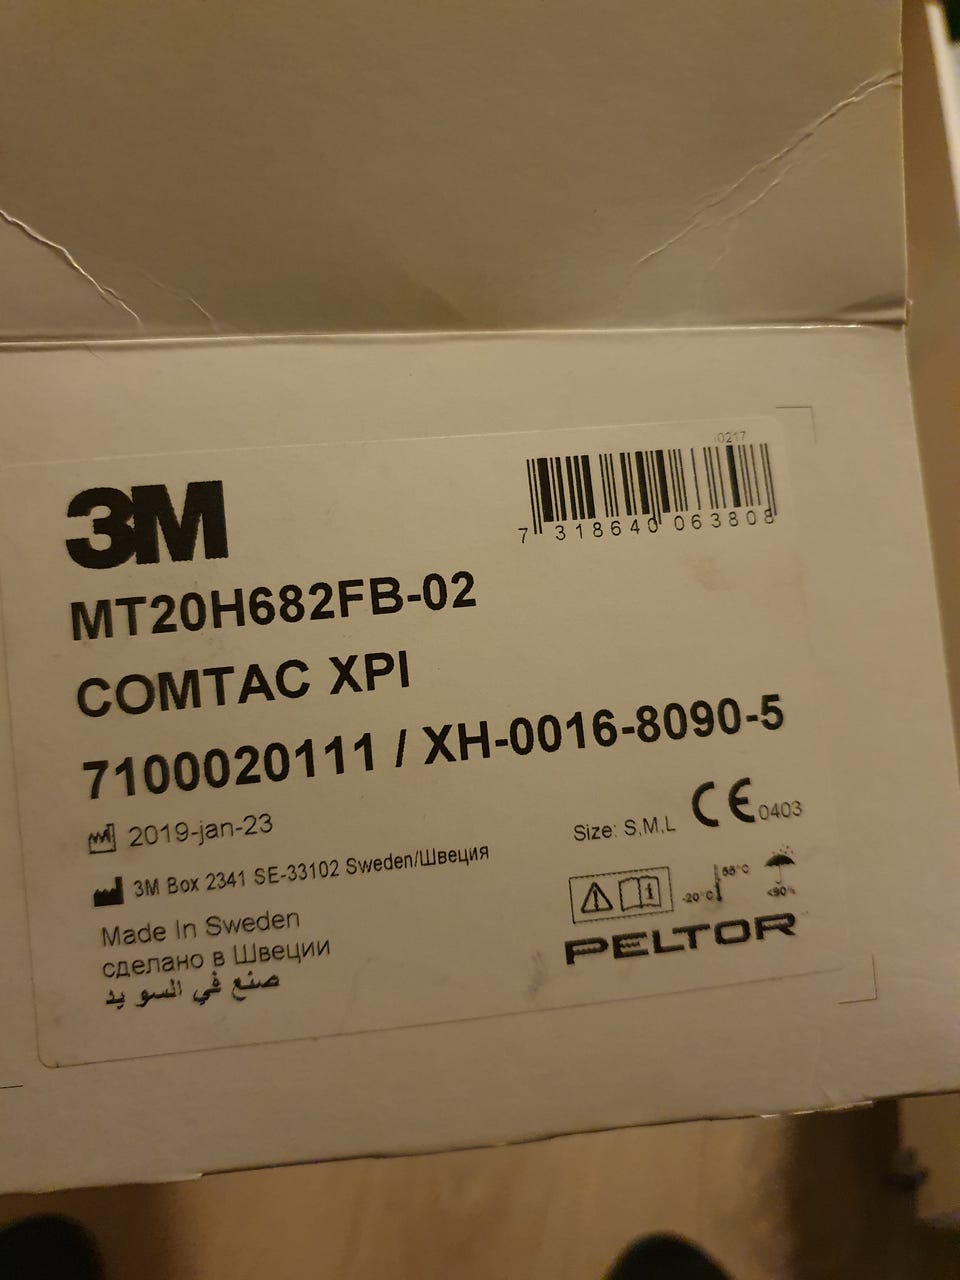 0217
7 318640 063808
3M
MT20H682FB-02
COMTAC XPI
7100020111 / XH-0016-8090-5
2019-jan-23
Size: S,M,L
CE 0403
3M Box 2341 SE-33102 Sweden/Швеция
-20°C
<90%
Made In Sweden
сделано в Швеции
صنع في السويد
PELTOR